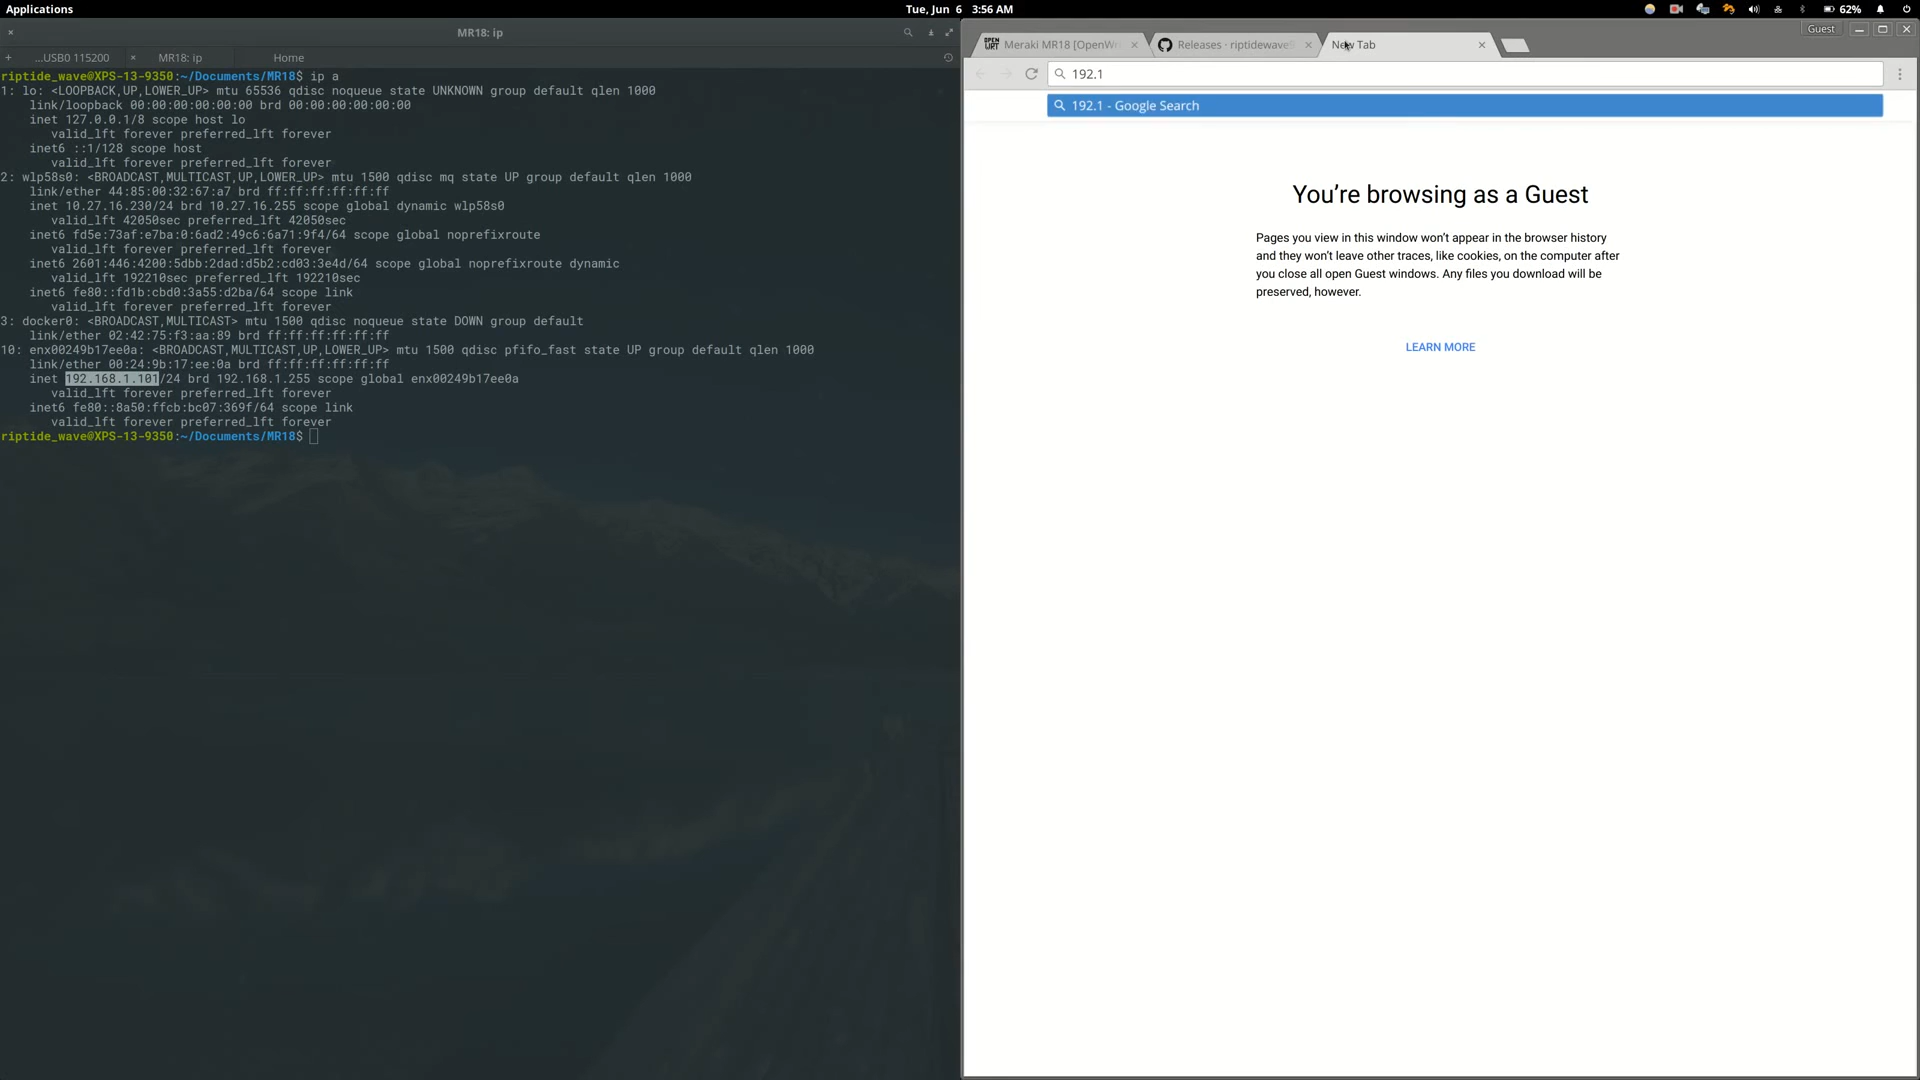 Applications
Tue, Jun 6 3:56 AM
62%
MR18: ip
...USB0 115200
MR18: ip
Home
riptide_wave@XPS-13-9350:~/Documents/MR18$ ip a
1: lo: <LOOPBACK,UP,LOWER_UP> mtu 65536 qdisc noqueue state UNKNOWN group default qlen 1000
link/loopback 00:00:00:00:00:00 brd 00:00:00:00:00:00
inet 127.0.0.1/8 scope host lo
valid_lft forever preferred_lft forever
inet6 ::1/128 scope host
valid_lft forever preferred_lft forever
2: wlp58s0: <BROADCAST,MULTICAST,UP,LOWER_UP> mtu 1500 qdisc mq state UP group default qlen 1000
link/ether 44:85:00:32:67:a7 brd ff:ff:ff:ff:ff:ff
inet 10.27.16.230/24 brd 10.27.16.255 scope global dynamic wlp58s0
valid_lft 42050sec preferred_lft 42050sec
inet6 fd5e:73af:e7ba:0:6ad2:49c6:6a71:9f4/64 scope global noprefixroute
valid_lft forever preferred_lft forever
inet6 2601:446:4200:5dbb:2dad:d5b2:cd03:3e4d/64 scope global noprefixroute dynamic
valid_lft 192210sec preferred_lft 192210sec
inet6 fe80::fd1b:cbd0:3a55:d2ba/64 scope link
valid_lft forever preferred_lft forever
3: docker0: <BROADCAST,MULTICAST> mtu 1500 qdisc noqueue state DOWN group default
link/ether 02:42:75:f3:aa:89 brd ff:ff:ff:ff:ff:ff
10: enx00249b17ee0a: <BROADCAST,MULTICAST,UP,LOWER_UP> mtu 1500 qdisc pfifo_fast state UP group default qlen 1000
link/ether 00:24:9b:17:ee:0a brd ff:ff:ff:ff:ff:ff
inet 192.168.1.101/24 brd 192.168.1.255 scope global enx00249b17ee0a
valid_lft forever preferred_lft forever
inet6 fe80::8a50:ffcb:bc07:369f/64 scope link
valid_lft forever preferred_lft forever
riptide_wave@XPS-13-9350:~/Documents/MR18$
Guest
Meraki MR18 [OpenWr
Releases · riptidewave
New Tab
192.1
192.1 - Google Search
You're browsing as a Guest
Pages you view in this window won't appear in the browser history
and they won't leave other traces, like cookies, on the computer after
you close all open Guest windows. Any files you download will be
preserved, however.
LEARN MORE